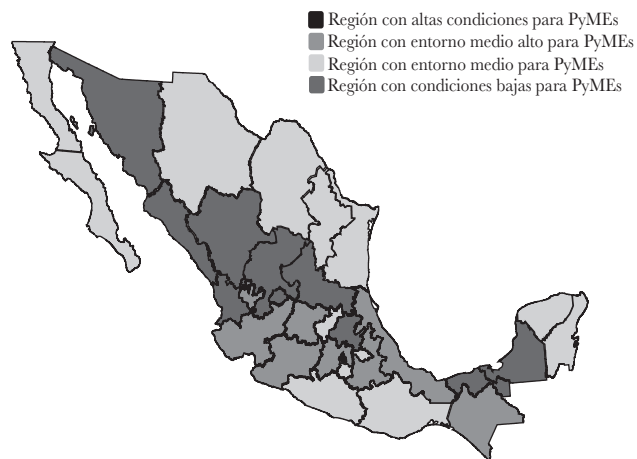 Región con altas condiciones para PyMEs
Región con entorno medio alto para PyMEs
Región con entorno medio para PyMEs
Región con condiciones bajas para PyMEs